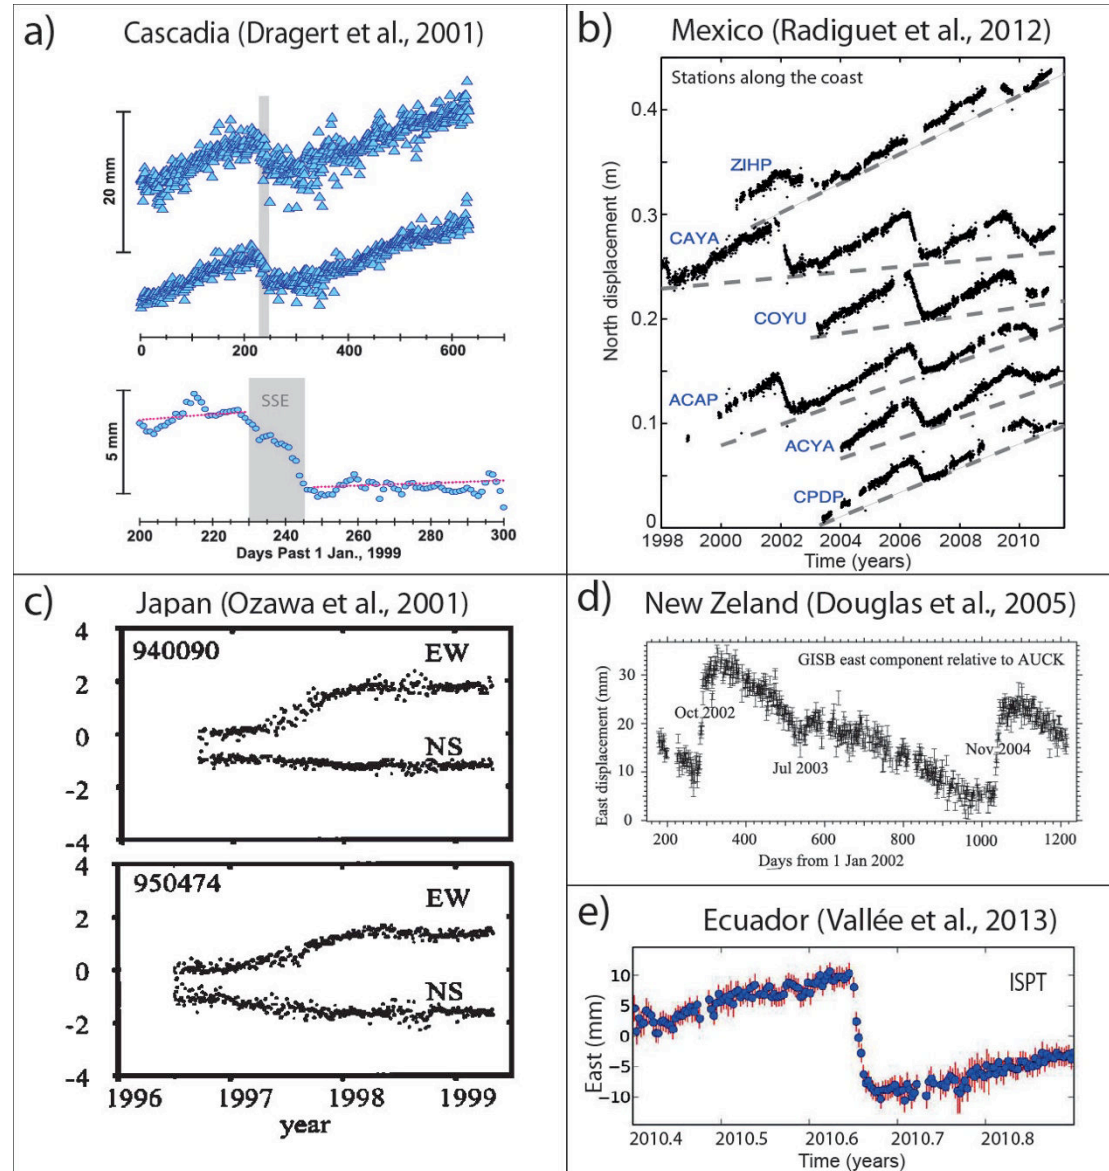 a) Cascadia (Dragert et al., 2001)
20 mm
0 200 400 600
SSE
5 mm
200 220 240 260 280 300
Days Past 1 Jan., 1999
b) Mexico (Radiguet et al., 2012)
Stations along the coast
0.4
ZIHP
0.3
CAYA
North displacement (m)
COYU
0.2
ACAP
0.1
ACYA
CPDP
0
1998 2000 2002 2004 2006 2008 2010
Time (years)
c) Japan (Ozawa et al., 2001)
4
940090 EW
2
0
NS
-2
-4
4
950474 EW
2
0
NS
-2
-4
1996 1997 1998 1999
year
d) New Zeland (Douglas et al., 2005)
GISB east component relative to AUCK
30
Oct 2002
20
Nov 2004
Jul 2003
10
0
East displacement (mm)
200 400 600 800 1000 1200
Days from 1 Jan 2002
e) Ecuador (Vallée et al., 2013)
10
ISPT
5
0
East (mm)
−5
−10
2010.4 2010.5 2010.6 2010.7 2010.8
Time (years)